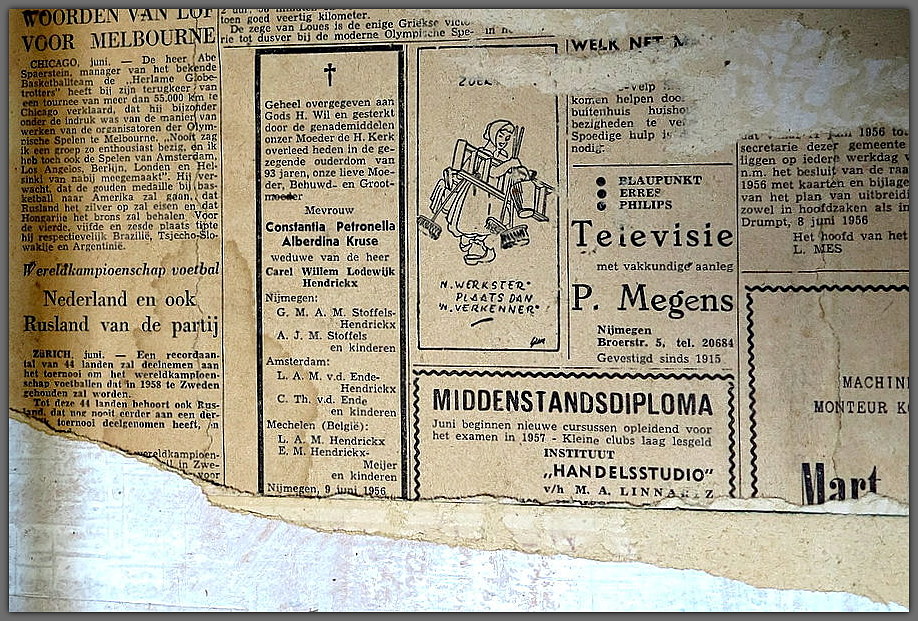 WOORDEN VAN LOF
VOOR MELBOURNE
CHICAGO, juni. — De heer Abe
Spaerstein, manager van het bekende
Basketballteam de „Herlame Globe-
trotters" heeft bij zijn terugkeer van
een tournee van meer dan 55.000 km te
Chicago verklaard, dat hij bijzonder
onder de indruk was van de manier van
werken van de organisatoren der Olym-
pische Spelen te Melbourne. „Nooit zag
ik een groep zo enthousiast bezig, en ik
heb toch ook de Spelen van Amsterdam,
Los Angelos, Berlijn, Londen en Hel-
sinki van nabij meegemaakt". Hij ver-
wacht, dat de gouden medaille bij bas-
ketball naar Amerika zal gaan, dat
Rusland het zilver op zal eisen en dat
Hongarije het brons zal behalen. Voor
de vierde, vijfde en zesde plaats tipte
hij respectievelijk Brazilië, Tsjecho-Slo-
wakije en Argentinië.
Wereldkampioenschap voetbal
Nederland en ook
Rusland van de partij
ZüRICH, juni. — Een recordaan-
tal van 44 landen zal deelnemen aan
het toernooi om het wereldkampioen-
schap voetballen dat in 1958 te Zweden
gehouden zal worden.
Tot deze 44 landen behoort ook Rus-
land, dat nog nooit eerder aan een der-
toernooi deelgenomen heeft, en
wereldkampioen-
in Zwe-
voor
toen goed veertig kilometer.
De zege van Loues is de enige Griekse
rie tot dusver bij de moderne Olympische Spe-
Geheel overgegeven aan
Gods H. Wil en gesterkt
door de genademiddelen
onzer Moeder de H. Kerk
overleed heden in de ge-
zegende ouderdom van
93 jaren, onze lieve Moe-
der, Behuwd- en Groot-
moeder
Mevrouw
Constantia Petronella
Alberdina Kruse
weduwe van de heer
Carel Willem Lodewijk
Hendrickx
Nijmegen:
G. M. A. M. Stoffels-
Hendrickx
A. J. M. Stoffels
en kinderen
Amsterdam:
L. A. M. v.d. Ende-
Hendrickx
C. Th. v.d. Ende
en kinderen
Mechelen (België):
L. A. M. Hendrickx
E. M. Hendrickx-
Meijer
en kinderen
Nijmegen, 9 juni 1956
'N „WERKSTER"
PLAATS DAN
'N „VERKENNER"!
WELK NET
komen helpen
buitenhuis
bezigheden te
Spoedige hulp is
nodig.
BLAUPUNKT
ERRES
PHILIPS
Televisie
met vakkundige aanleg
P. Megens
Nijmegen
Broerstr. 5, tel. 20684
Gevestigd sinds 1915
MIDDENSTANDSDIPLOMA
Juni beginnen nieuwe cursussen opleidend voor
het examen in 1957 - Kleine clubs laag lesgeld
INSTITUUT
„HANDELSSTUDIO"
v/h M. A. LINNARTZ
juni 1956
secretarie dezer gemeente
liggen op iedere werkdag
n.m. het besluit van de
1956 met kaarten en
van het plan van
zowel in hoofdzaken als in
Drumpt, 8 juni 1956
Het hoofd van het
L. MES
MACHIN
MONTEUR
Mart